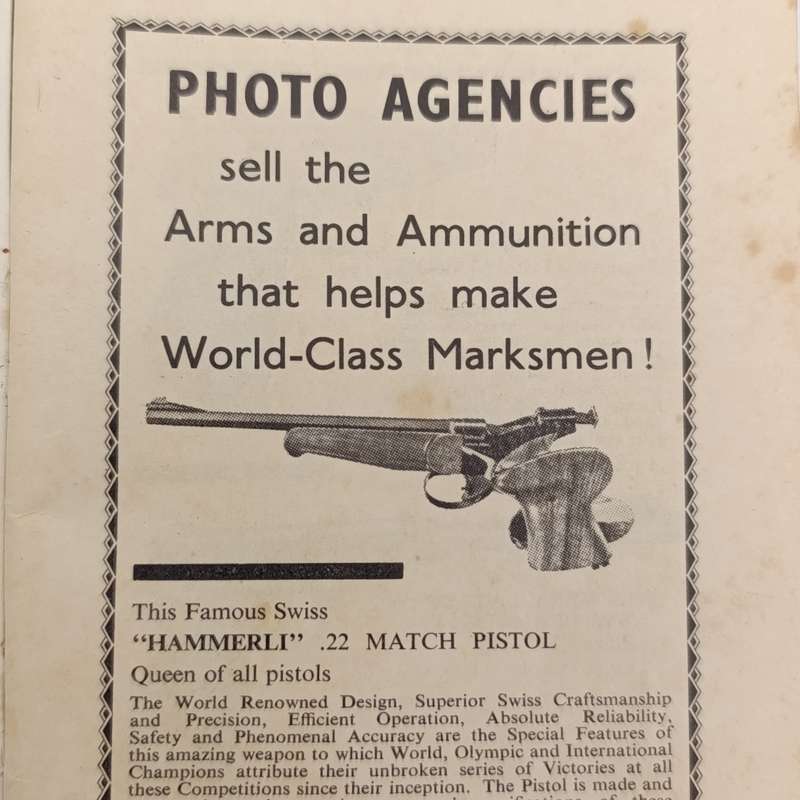 PHOTO AGENCIES
sell the
Arms and Ammunition
that helps make
World-Class Marksmen!
This Famous Swiss
“HAMMERLI” .22 MATCH PISTOL
Queen of all pistols
The World Renowned Design, Superior Swiss Craftsmanship
and Precision, Efficient Operation, Absolute Reliability,
Safety and Phenomenal Accuracy are the Special Features of
this amazing weapon to which World, Olympic and International
Champions attribute their unbroken series of Victories at all
these Competitions since their inception. The Pistol is made and